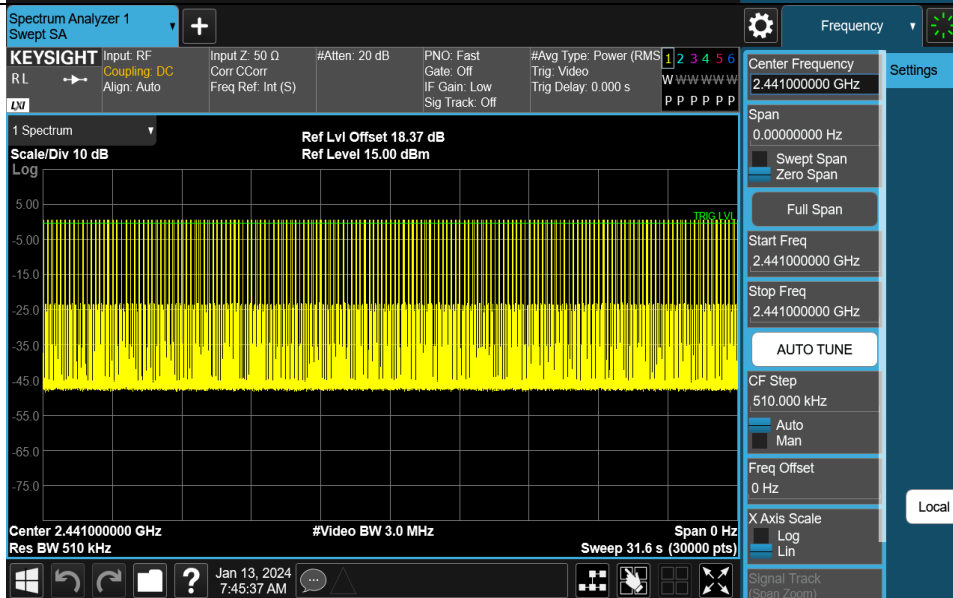 Spectrum Analyzer 1
Swept SA
+
Frequency
KEYSIGHT
RL
LXI
Input: RF
Coupling: DC
Align: Auto
Input Z: 50 Ω
Corr CCorr
Freq Ref: Int (S)
#Atten: 20 dB
PNO: Fast
Gate: Off
IF Gain: Low
Sig Track: Off
#Avg Type: Power (RMS
Trig: Video
Trig Delay: 0.000 s
1 2 3 4 5 6
W W W W W W
P P P P P P
1 Spectrum
Scale/Div 10 dB
Ref Lvl Offset 18.37 dB
Ref Level 15.00 dBm
Log
5.00
-5.00
-15.0
-25.0
-35.0
-45.0
-55.0
-65.0
-75.0
TRIG LVL
Center 2.441000000 GHz
#Video BW 3.0 MHz
Span 0 Hz
Res BW 510 kHz
Sweep 31.6 s (30000 pts)
Center Frequency
2.441000000 GHz
Settings
Span
0.00000000 Hz
Swept Span
Zero Span
Full Span
Start Freq
2.441000000 GHz
Stop Freq
2.441000000 GHz
AUTO TUNE
CF Step
510.000 kHz
Auto
Man
Freq Offset
0 Hz
Local
X Axis Scale
Log
Lin
Signal Track
(Span Zoom)
?
Jan 13, 2024
7:45:37 AM